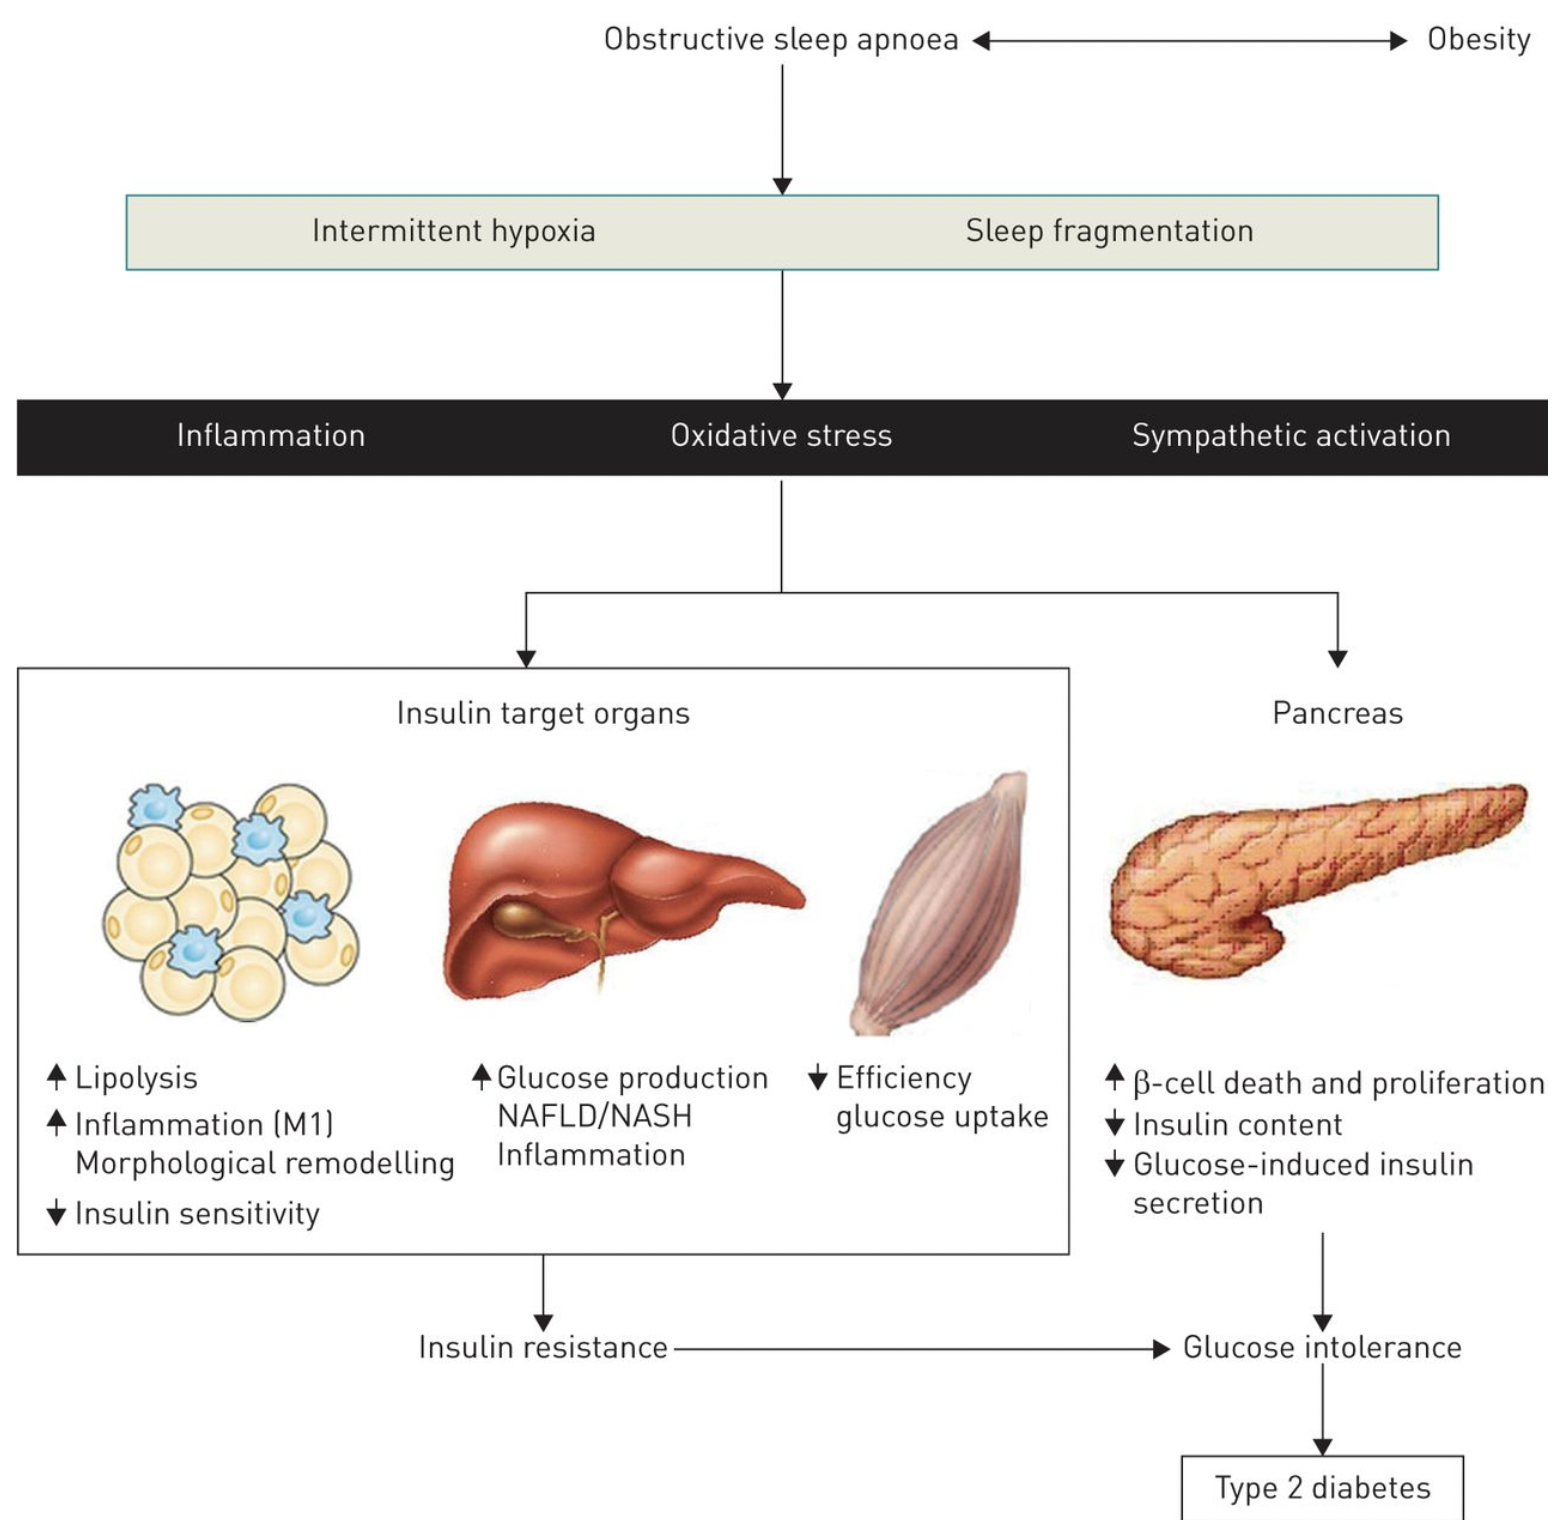 Obstructive sleep apnoea
Obesity
Intermittent hypoxia
Sleep fragmentation
Inflammation
Oxidative stress
Sympathetic activation
Insulin target organs
Pancreas
↑ Lipolysis
↑ Inflammation (M1)
Morphological remodelling
↓ Insulin sensitivity
↑ Glucose production
NAFLD/NASH
Inflammation
↓ Efficiency
glucose uptake
↑ β-cell death and proliferation
↓ Insulin content
↓ Glucose-induced insulin
secretion
Insulin resistance
Glucose intolerance
Type 2 diabetes